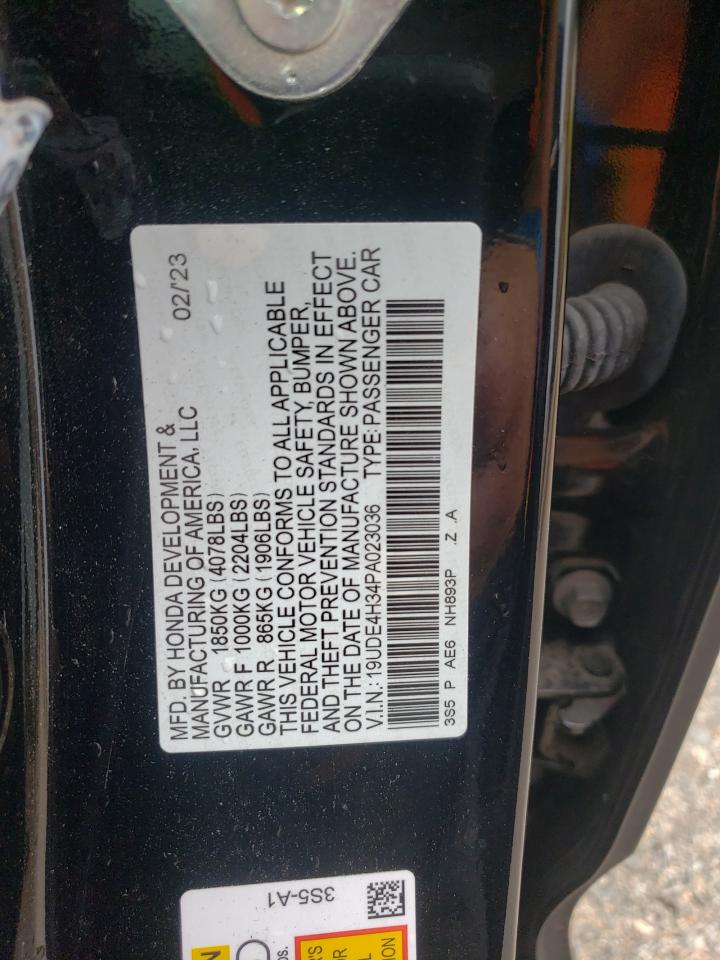 MFD. BY HONDA DEVELOPMENT &
MANUFACTURING OF AMERICA, LLC 02/'23
GVWR 1850KG (4078LBS)
GAWR F 1000KG (2204LBS)
GAWR R 865KG (1906LBS)
THIS VEHICLE CONFORMS TO ALL APPLICABLE
FEDERAL MOTOR VEHICLE SAFETY, BUMPER,
AND THEFT PREVENTION STANDARDS IN EFFECT
ON THE DATE OF MANUFACTURE SHOWN ABOVE.
V.I.N.: 19UDE4H34PA023036 TYPE: PASSENGER CAR
3S5 P AE6 NH893P .Z .A
3S5-A1